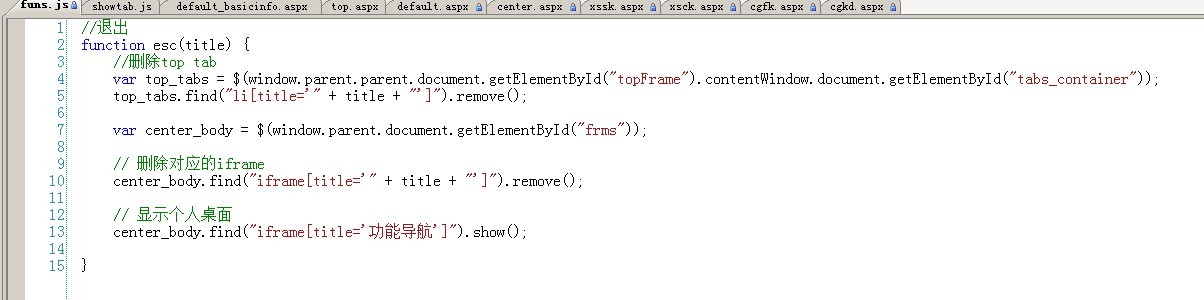 funs.js showtab.js default_basicinfo.aspx top.aspx default.aspx center.aspx xssk.aspx xsck.aspx cgfk.aspx cgkd.aspx
1 //退出
2 function esc(title) {
3 //删除top tab
4 var top_tabs = $(window.parent.parent.document.getElementById("topFrame").contentWindow.document.getElementById("tabs_container"));
5 top_tabs.find("li[title='" + title + "']").remove();
6
7 var center_body = $(window.parent.document.getElementById("frms"));
8
9 // 删除对应的iframe
10 center_body.find("iframe[title='" + title + "']").remove();
11
12 // 显示个人桌面
13 center_body.find("iframe[title='功能导航']").show();
14
15 }